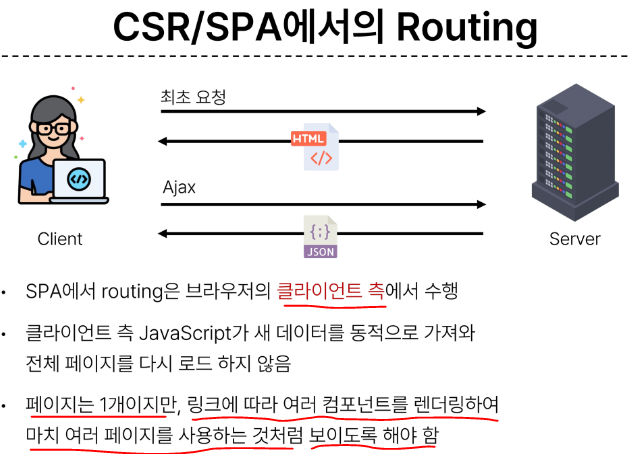 CSR/SPA에서의 Routing
최초 요청
HTML
</>
Ajax
</>
{;}
JSON
Client
Server
• SPA에서 routing은 브라우저의 클라이언트 측에서 수행
• 클라이언트 측 JavaScript가 새 데이터를 동적으로 가져와
전체 페이지를 다시 로드 하지 않음
• 페이지는 1개이지만, 링크에 따라 여러 컴포넌트를 렌더링하여
마치 여러 페이지를 사용하는 것처럼 보이도록 해야 함